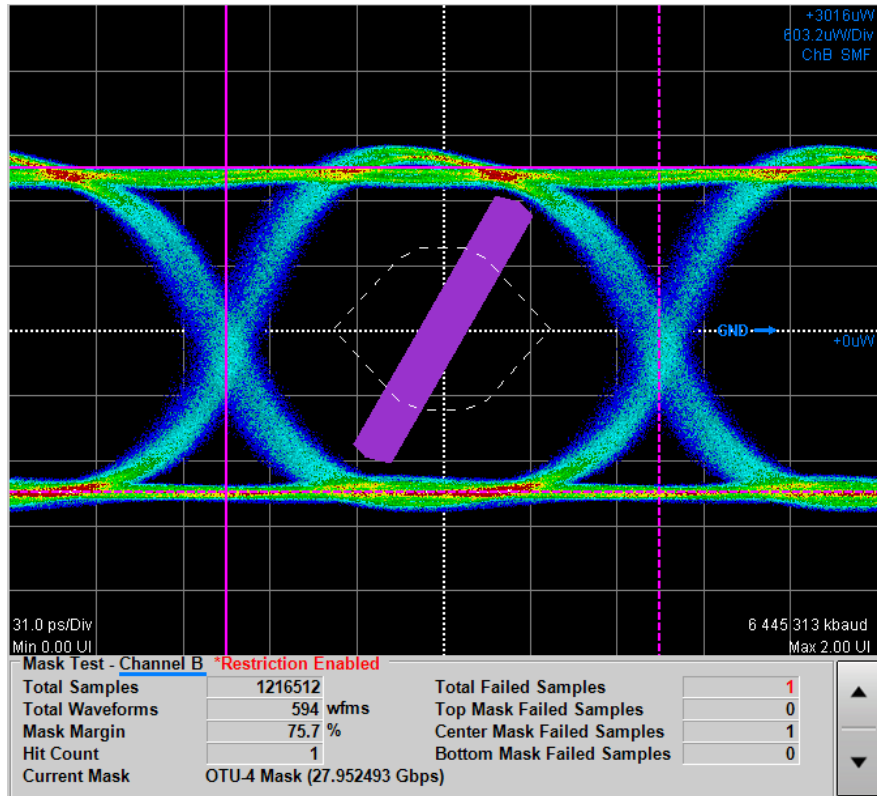 +3016uW
603.2uW/Div
ChB SMF
GND
+0uW
31.0 ps/Div
6 445 313 kbaud
Min 0.00 UI
Max 2.00 UI
Mask Test - Channel B *Restriction Enabled
Total Samples 1216512 Total Failed Samples 1
Total Waveforms 594 wfms Top Mask Failed Samples 0
Mask Margin 75.7 % Center Mask Failed Samples 1
Hit Count 1 Bottom Mask Failed Samples 0
Current Mask OTU-4 Mask (27.952493 Gbps)